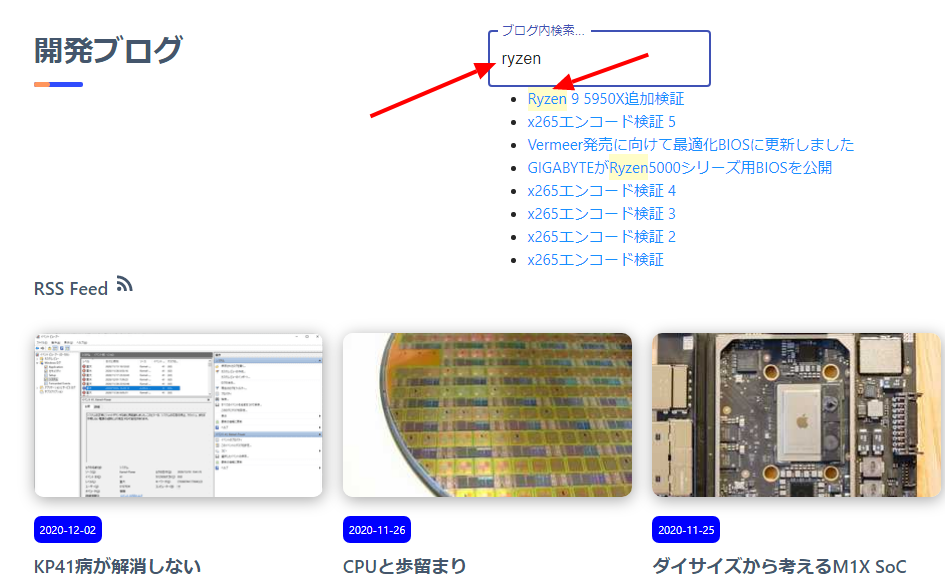 開発ブログ
ブログ内検索...
ryzen
Ryzen 9 5950X追加検証
x265エンコード検証 5
Vermeer発売に向けて最適化BIOSに更新しました
GIGABYTEがRyzen5000シリーズ用BIOSを公開
x265エンコード検証 4
x265エンコード検証 3
x265エンコード検証 2
x265エンコード検証
RSS Feed
2020-12-02
2020-11-26
2020-11-25
KP41病が解消しない
CPUと歩留まり
ダイサイズから考えるM1X SoC